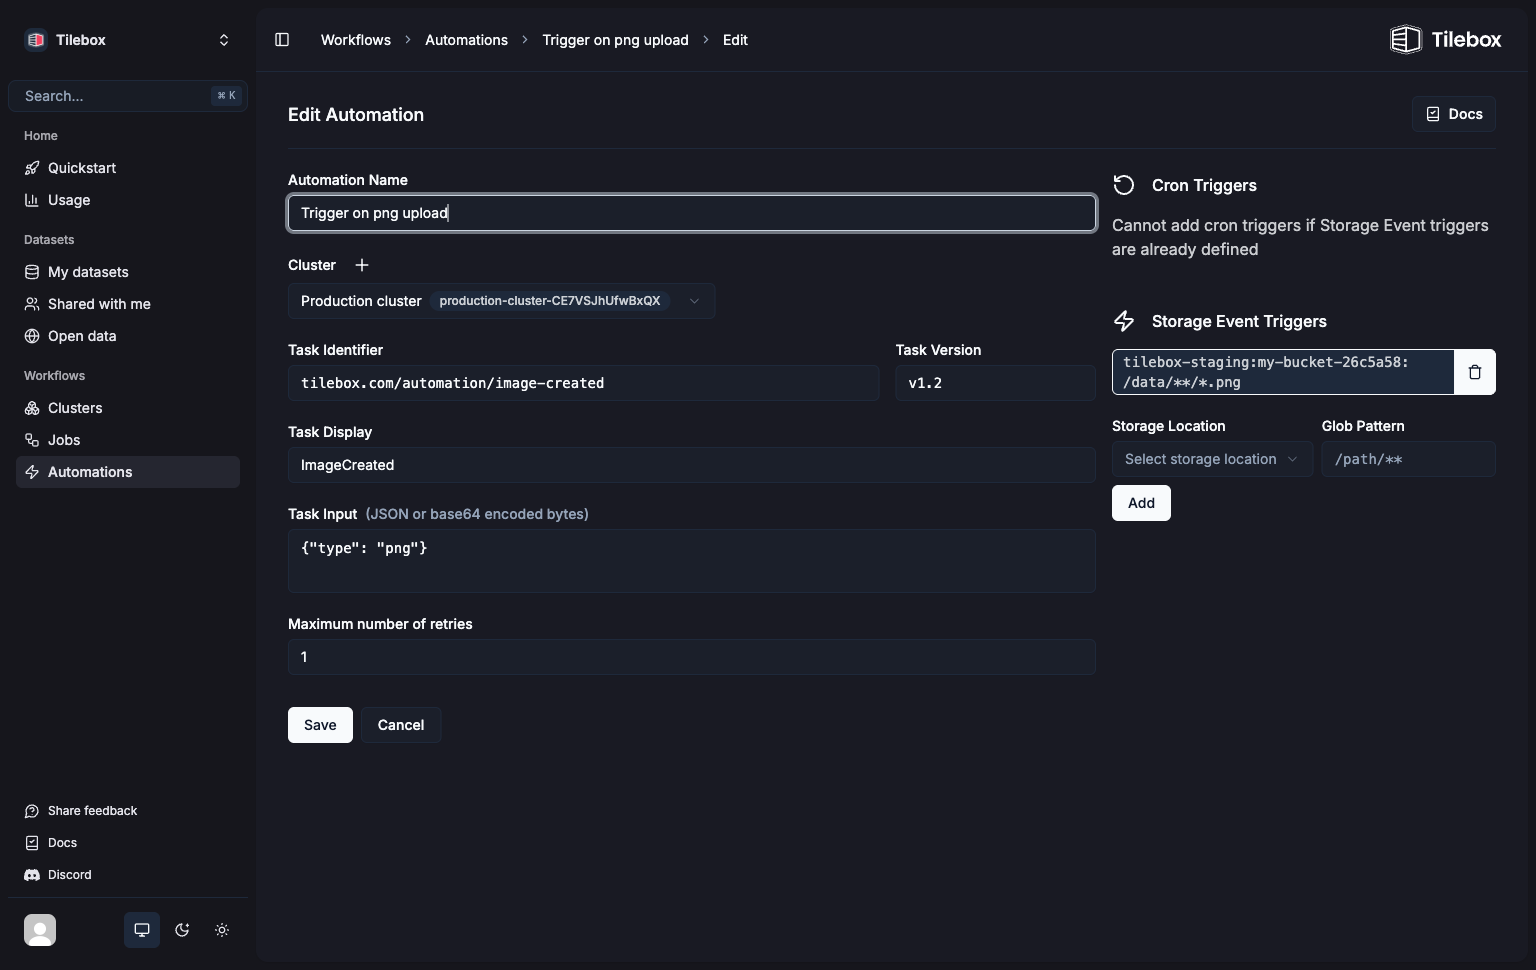 Tilebox
Search...
⌘ K
Home
Quickstart
Usage
Datasets
My datasets
Shared with me
Open data
Workflows
Clusters
Jobs
Automations
Share feedback
Docs
Discord
Workflows > Automations > Trigger on png upload > Edit
Tilebox
Edit Automation
Docs
Automation Name
Trigger on png upload
Cluster +
Production cluster production-cluster-CE7VSJhUfwBxQX
Task Identifier
tilebox.com/automation/image-created
Task Version
v1.2
Task Display
ImageCreated
Task Input (JSON or base64 encoded bytes)
{"type": "png"}
Maximum number of retries
1
Save
Cancel
Cron Triggers
Cannot add cron triggers if Storage Event triggers
are already defined
Storage Event Triggers
tilebox-staging:my-bucket-26c5a58:
/data/**/*.png
Storage Location
Select storage location
Glob Pattern
/path/**
Add